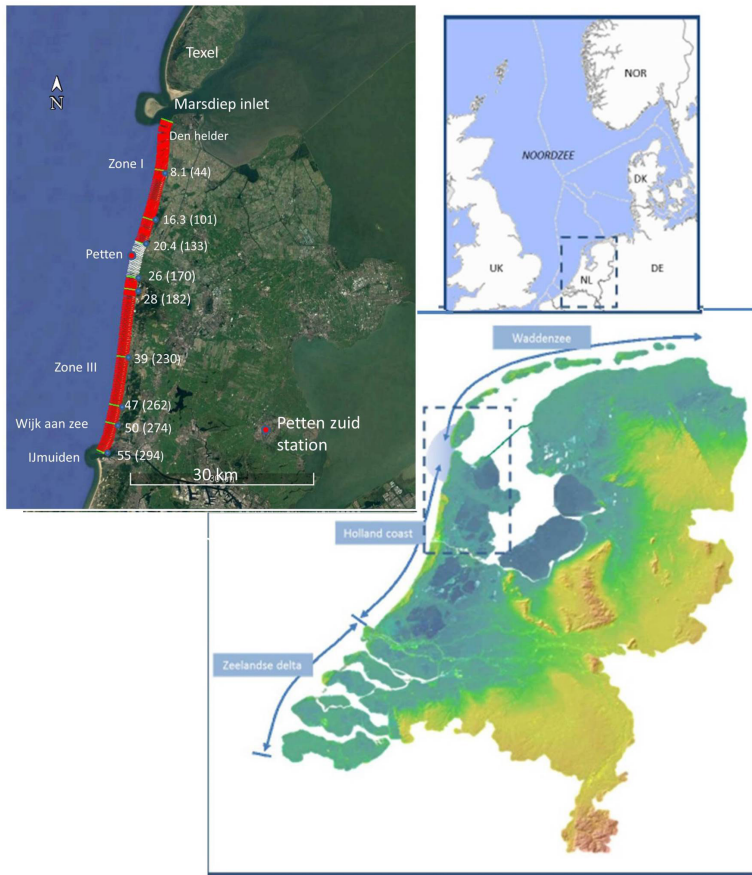 Texel
N
Marsdiep inlet
Den helder
Zone I
8.1 (44)
16.3 (101)
20.4 (133)
Petten
26 (170)
28 (182)
39 (230)
Zone III
47 (262)
Wijk aan zee
50 (274)
Petten zuid
station
IJmuiden
55 (294)
30 km
NOR
NOORDZEE
DK
UK
NL
DE
Waddenzee
Holland coast
Zeelandse delta